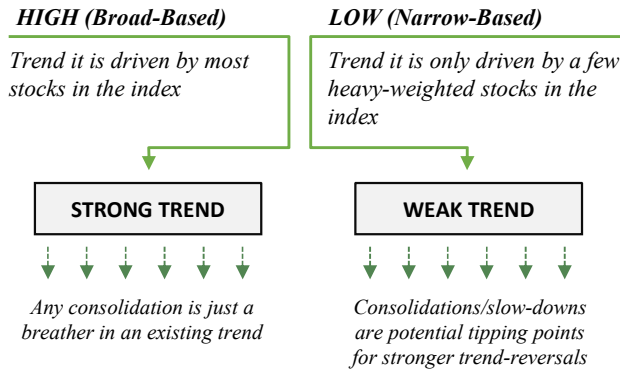 HIGH (Broad-Based)
Trend it is driven by most
stocks in the index
STRONG TREND
Any consolidation is just a
breather in an existing trend
LOW (Narrow-Based)
Trend it is only driven by a few
heavy-weighted stocks in the
index
WEAK TREND
Consolidations/slow-downs
are potential tipping points
for stronger trend-reversals